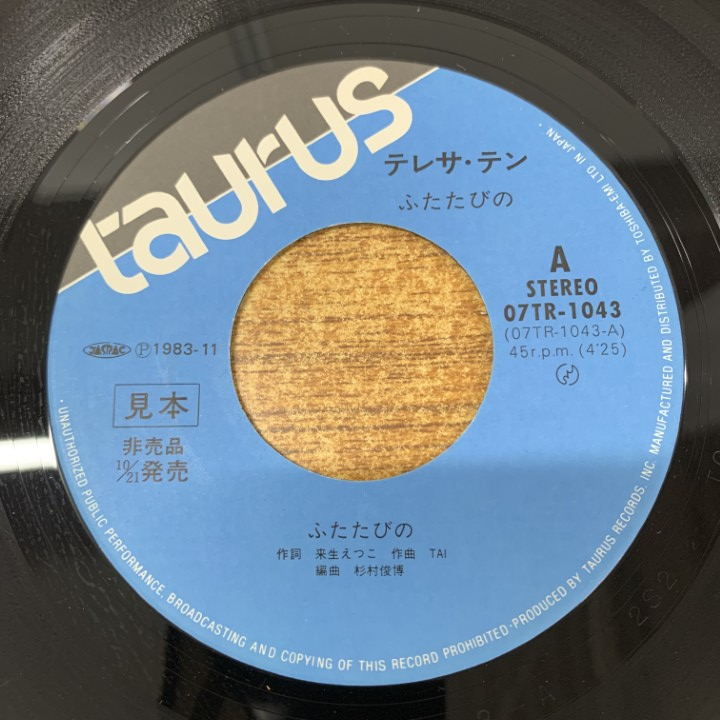 taurus
テレサ・テン
ふたたびの
A
STEREO
07TR-1043
(07TR-1043-A)
45r.p.m. (4'25)
JASRAC Ⓟ1983-11
見本
非売品
10/21発売
ふたたびの
作詞 来生えつこ 作曲 TAI
編曲 杉村俊博
· UNAUTHORIZED PUBLIC PERFORMANCE, BROADCASTING AND COPYING OF THIS RECORD PROHIBITED·PRODUCED BY TAURUS RECORDS, INC. MANUFACTURED AND DISTRIBUTED BY TOSHIBA-EMI LTD IN JAPAN ·